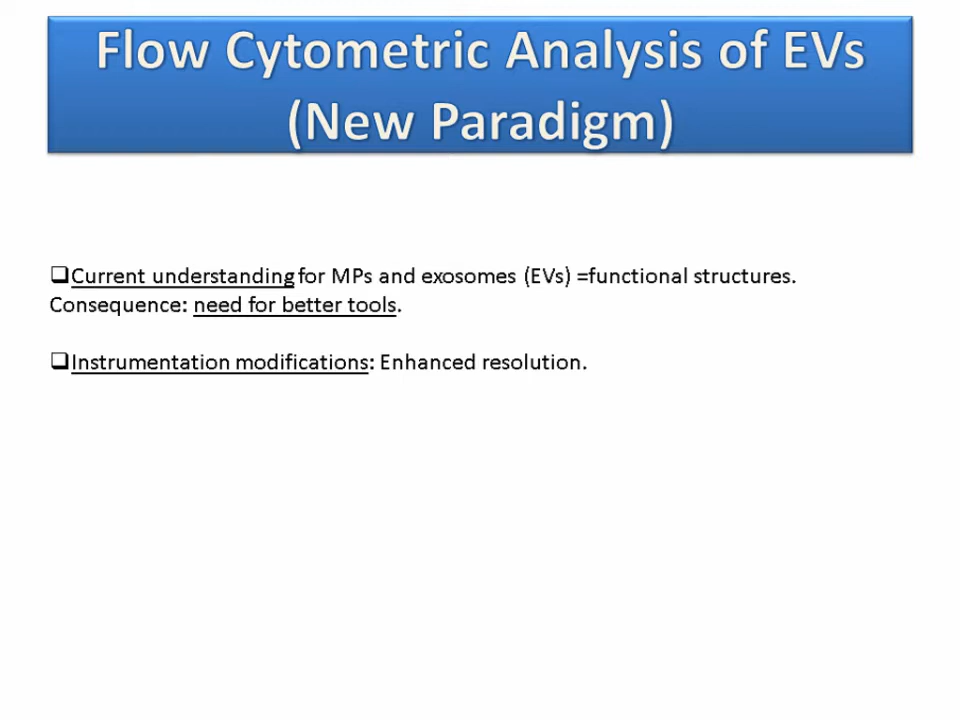 Flow Cytometric Analysis of EVs
(New Paradigm)
❑Current understanding for MPs and exosomes (EVs) =functional structures.
Consequence: need for better tools.
❑Instrumentation modifications: Enhanced resolution.